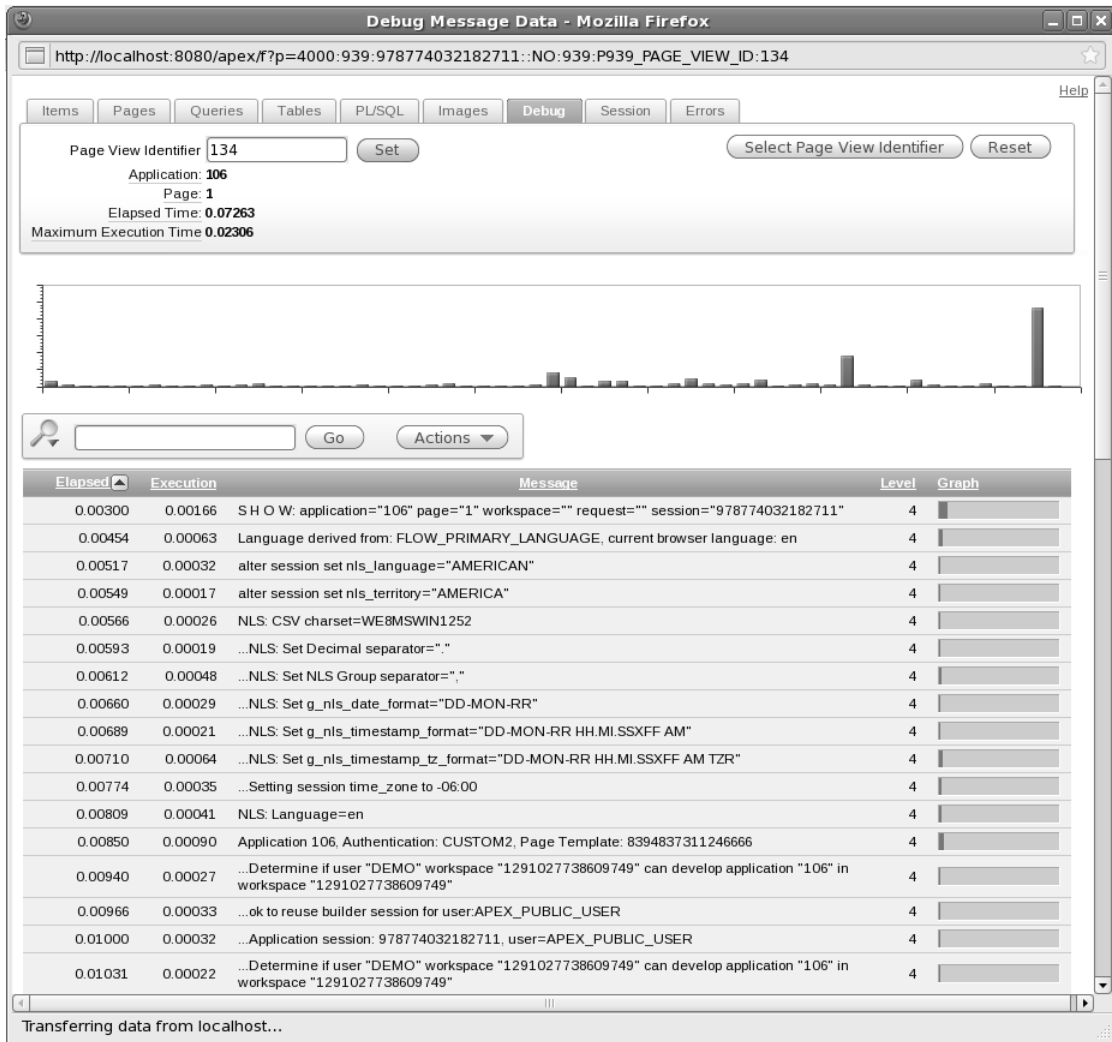 Debug Message Data - Mozilla Firefox
http://localhost:8080/apex/f?p=4000:939:978774032182711::NO:939:P939_PAGE_VIEW_ID:134
Help
Items Pages Queries Tables PL/SQL Images Debug Session Errors
Page View Identifier 134 Set Select Page View Identifier Reset
Application: 106
Page: 1
Elapsed Time: 0.07263
Maximum Execution Time 0.02306
Go Actions
Elapsed Execution Message Level Graph
0.00300 0.00166 S H O W: application="106" page="1" workspace="" request="" session="978774032182711" 4
0.00454 0.00063 Language derived from: FLOW_PRIMARY_LANGUAGE, current browser language: en 4
0.00517 0.00032 alter session set nls_language="AMERICAN" 4
0.00549 0.00017 alter session set nls_territory="AMERICA" 4
0.00566 0.00026 NLS: CSV charset=WE8MSWIN1252 4
0.00593 0.00019 ...NLS: Set Decimal separator="." 4
0.00612 0.00048 ...NLS: Set NLS Group separator="," 4
0.00660 0.00029 ...NLS: Set g_nls_date_format="DD-MON-RR" 4
0.00689 0.00021 ...NLS: Set g_nls_timestamp_format="DD-MON-RR HH.MI.SSXFF AM" 4
0.00710 0.00064 ...NLS: Set g_nls_timestamp_tz_format="DD-MON-RR HH.MI.SSXFF AM TZR" 4
0.00774 0.00035 ...Setting session time_zone to -06:00 4
0.00809 0.00041 NLS: Language=en 4
0.00850 0.00090 Application 106, Authentication: CUSTOM2, Page Template: 8394837311246666 4
0.00940 0.00027 ...Determine if user "DEMO" workspace "1291027738609749" can develop application "106" in 4
workspace "1291027738609749"
0.00966 0.00033 ...ok to reuse builder session for user:APEX_PUBLIC_USER 4
0.01000 0.00032 ...Application session: 978774032182711, user=APEX_PUBLIC_USER 4
0.01031 0.00022 ...Determine if user "DEMO" workspace "1291027738609749" can develop application "106" in 4
workspace "1291027738609749"
Transferring data from localhost...